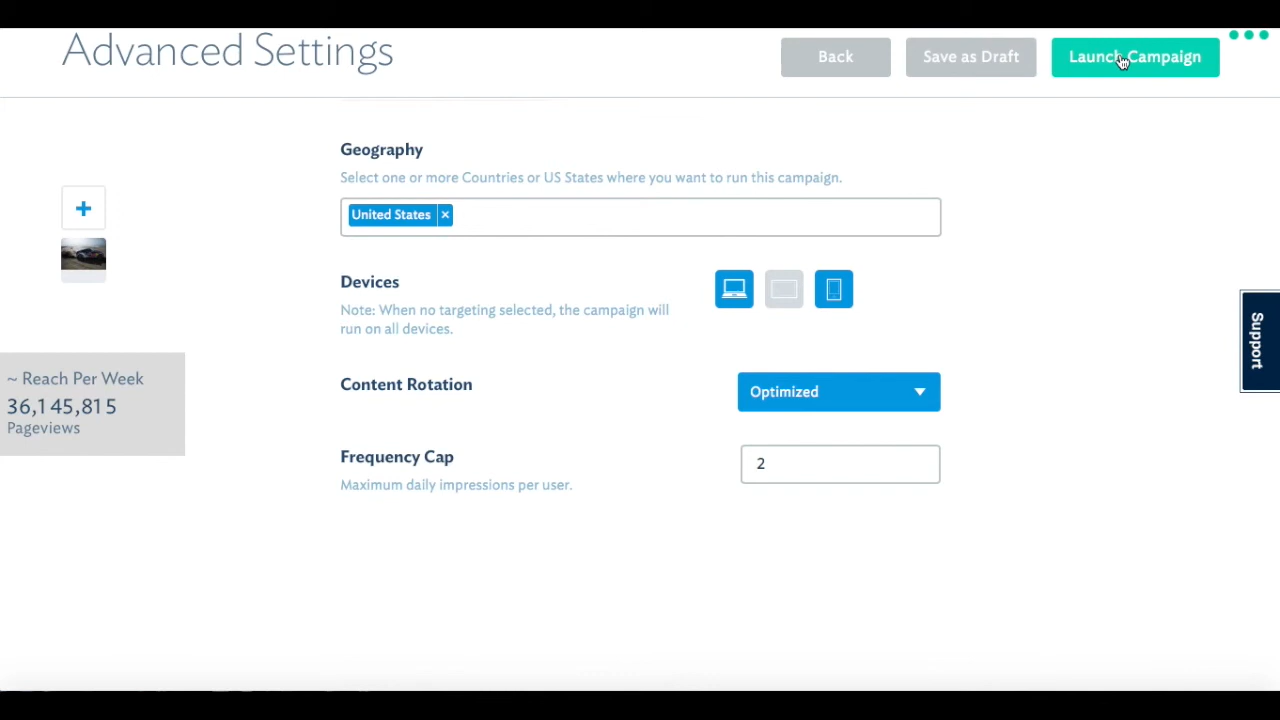 Advanced Settings
Back
Save as Draft
Launch Campaign
Geography
Select one or more Countries or US States where you want to run this campaign.
United States ×
Devices
Note: When no targeting selected, the campaign will
run on all devices.
~ Reach Per Week
36,145,815
Pageviews
Content Rotation
Optimized
Frequency Cap
2
Maximum daily impressions per user.
Support